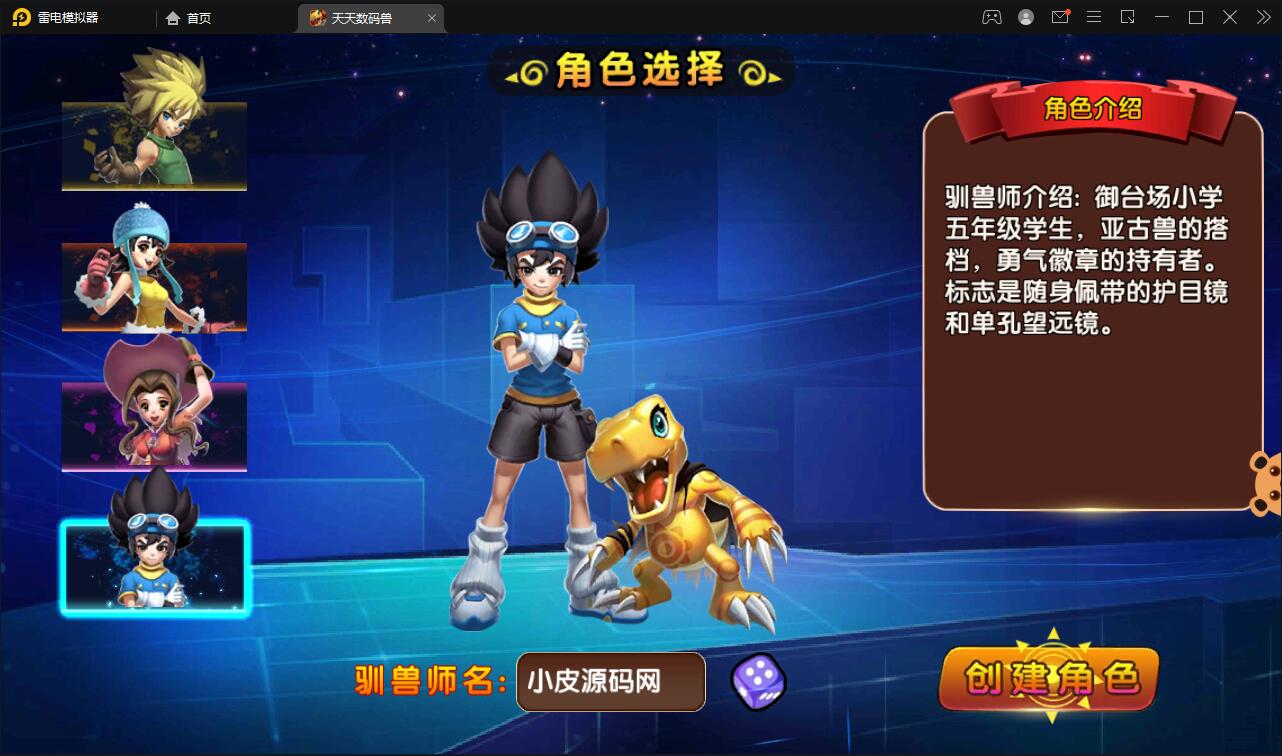 雷电模拟器
首页
天天数码兽
角色选择
角色介绍
驯兽师介绍：御台场小学
五年级学生，亚古兽的搭
档，勇气徽章的持有者。
标志是随身佩带的护目镜
和单孔望远镜。
驯兽师名：
小皮源码网
创建角色